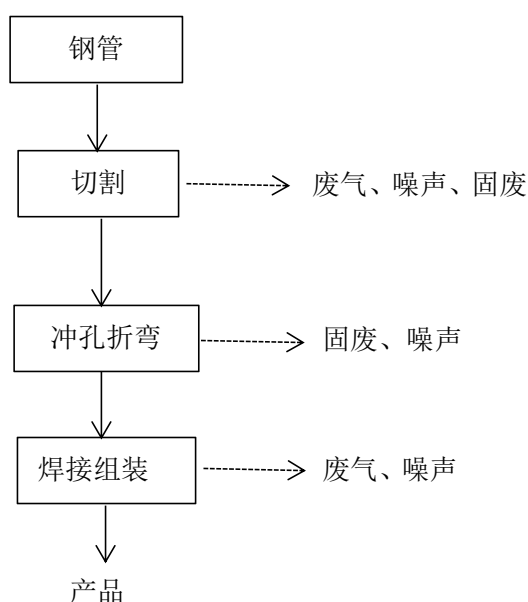 钢管
切割
废气、噪声、固废
冲孔折弯
固废、噪声
焊接组装
废气、噪声
产品